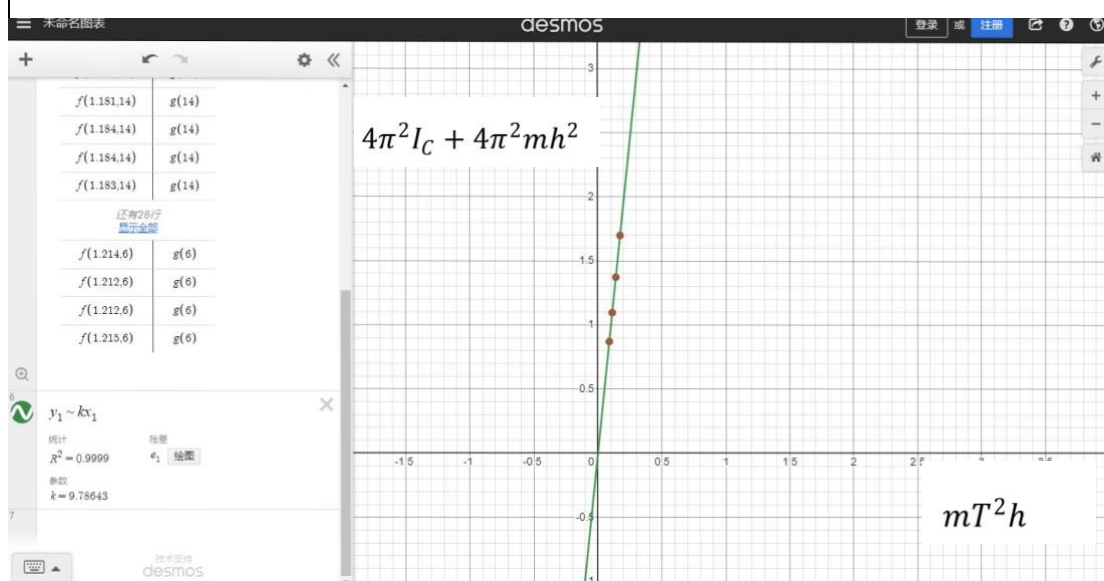 未命名图表
desmos
登录 或 注册
f(1.181,14) g(14)
f(1.184,14) g(14)
f(1.184,14) g(14)
f(1.183,14) g(14)
还有28行
显示全部
f(1.214,6) g(6)
f(1.212,6) g(6)
f(1.212,6) g(6)
f(1.215,6) g(6)
6
y₁ ~ kx₁
统计 残差
R² = 0.9999 e₁ 绘图
参数
k = 9.78643
7
技术支持
desmos
4π²I_C + 4π²mh²
3
2
1.5
1
0.5
-1.5 -1 -0.5 0 0.5 1 1.5 2
-0.5
mT²h